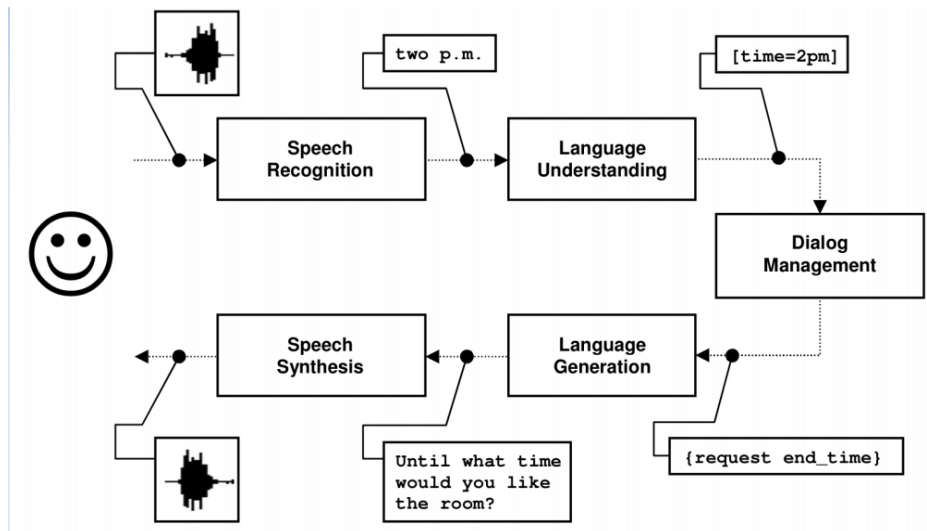 two p.m.
[time=2pm]
Speech
Recognition
Language
Understanding
Dialog
Management
Speech
Synthesis
Language
Generation
Until what time
would you like
the room?
{request end_time}